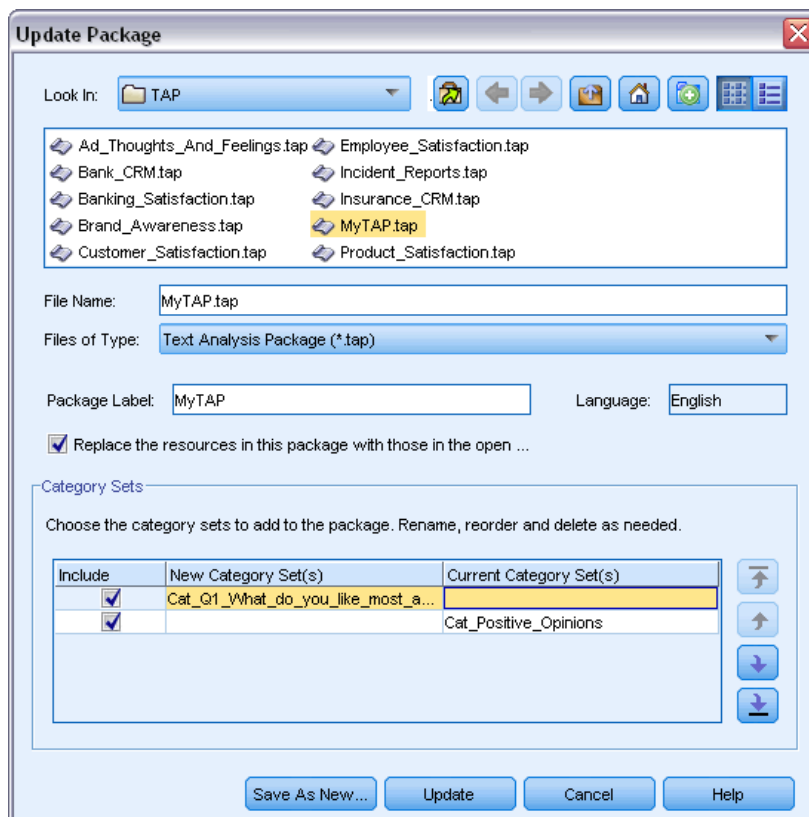 Update Package
Look In: TAP
Ad_Thoughts_And_Feelings.tap Employee_Satisfaction.tap
Bank_CRM.tap Incident_Reports.tap
Banking_Satisfaction.tap Insurance_CRM.tap
Brand_Awareness.tap MyTAP.tap
Customer_Satisfaction.tap Product_Satisfaction.tap
File Name: MyTAP.tap
Files of Type: Text Analysis Package (*.tap)
Package Label: MyTAP Language: English
Replace the resources in this package with those in the open ...
Category Sets
Choose the category sets to add to the package. Rename, reorder and delete as needed.
Include New Category Set(s) Current Category Set(s)
Cat_Q1_What_do_you_like_most_a...
Cat_Positive_Opinions
Save As New... Update Cancel Help